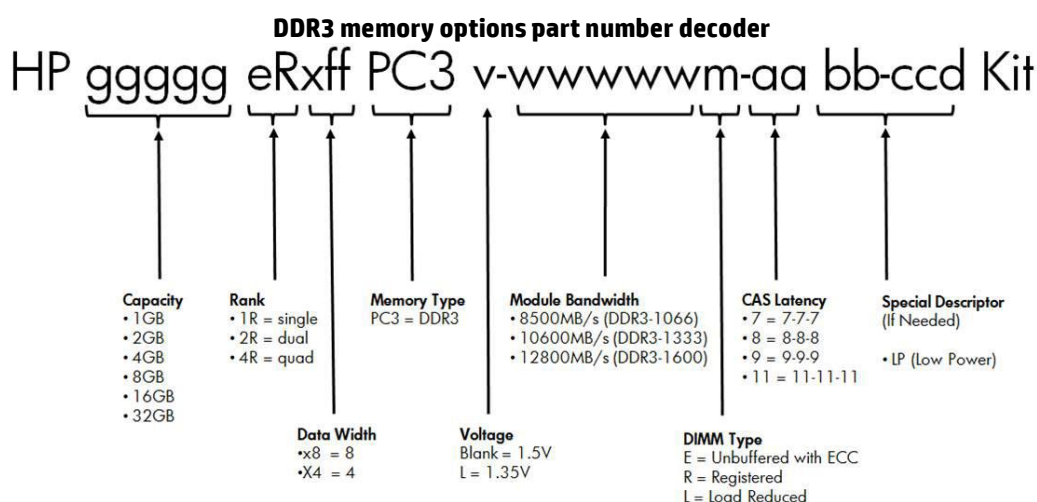 DDR3 memory options part number decoder
HP ggggg eRxff PC3 v-wwwwwm-aa bb-ccd Kit
Capacity
• 1GB
• 2GB
• 4GB
• 8GB
• 16GB
• 32GB
Rank
• 1R = single
• 2R = dual
• 4R = quad
Memory Type
PC3 = DDR3
Module Bandwidth
• 8500MB/s (DDR3-1066)
• 10600MB/s (DDR3-1333)
• 12800MB/s (DDR3-1600)
CAS Latency
• 7 = 7-7-7
• 8 = 8-8-8
• 9 = 9-9-9
• 11 = 11-11-11
Special Descriptor
(If Needed)
• LP (Low Power)
Data Width
•x8 = 8
•X4 = 4
Voltage
Blank = 1.5V
L = 1.35V
DIMM Type
E = Unbuffered with ECC
R = Registered
L = Load Reduced